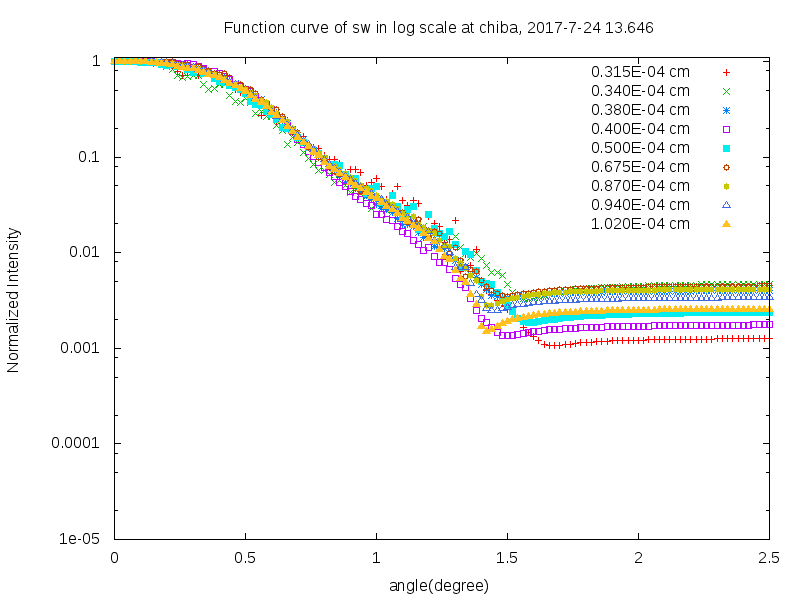 Function curve of sw in log scale at chiba, 2017-7-24 13.646
0.315E-04 cm
0.340E-04 cm
0.380E-04 cm
0.400E-04 cm
0.500E-04 cm
0.675E-04 cm
0.870E-04 cm
0.940E-04 cm
1.020E-04 cm
Normalized Intensity
1
0.1
0.01
0.001
0.0001
1e-05
0
0.5
1
1.5
2
2.5
angle(degree)